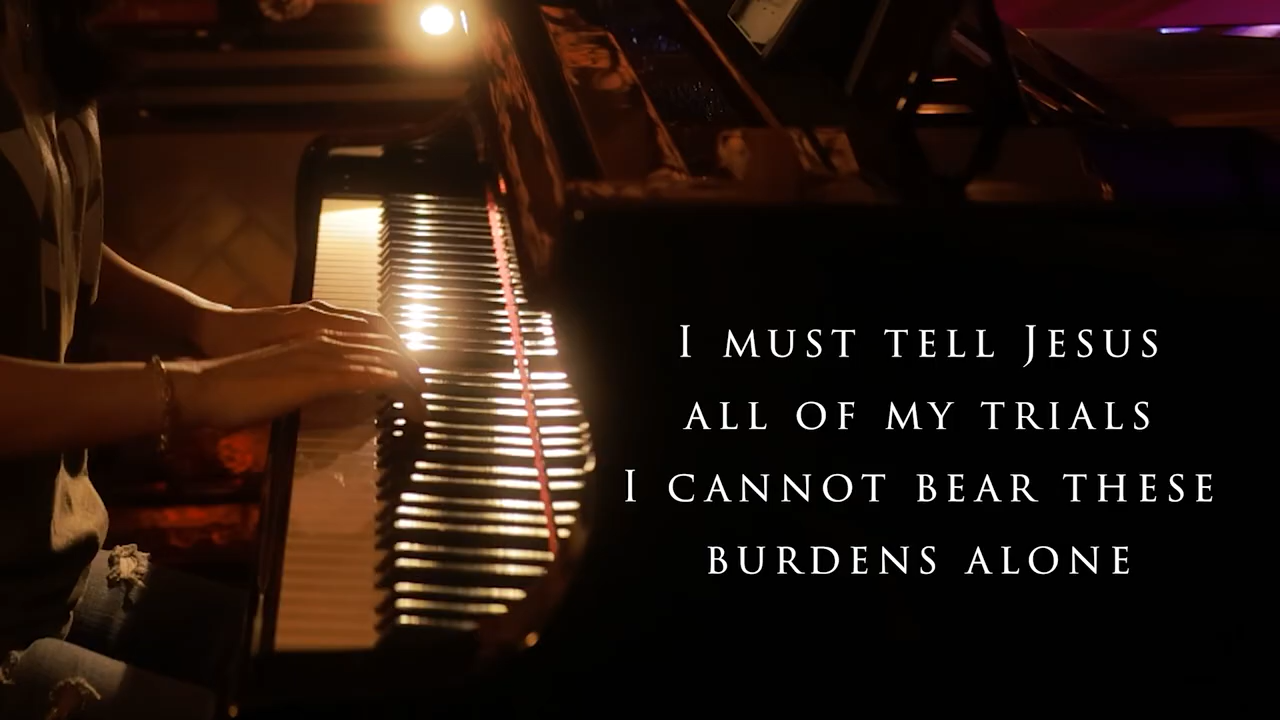 I must tell Jesus
all of my trials
I cannot bear these
burdens alone